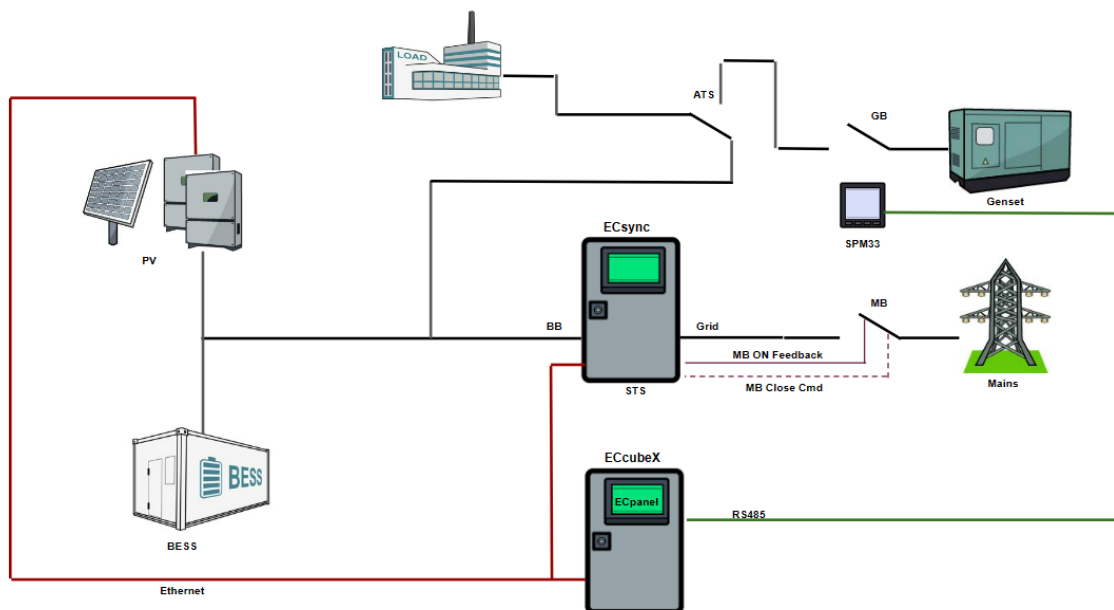 LOAD
ATS
GB
Genset
SPM33
PV
ECsync
BB
Grid
MB
MB ON Feedback
MB Close Cmd
STS
Mains
ECcubeX
ECpanel
BESS
BESS
RS485
Ethernet